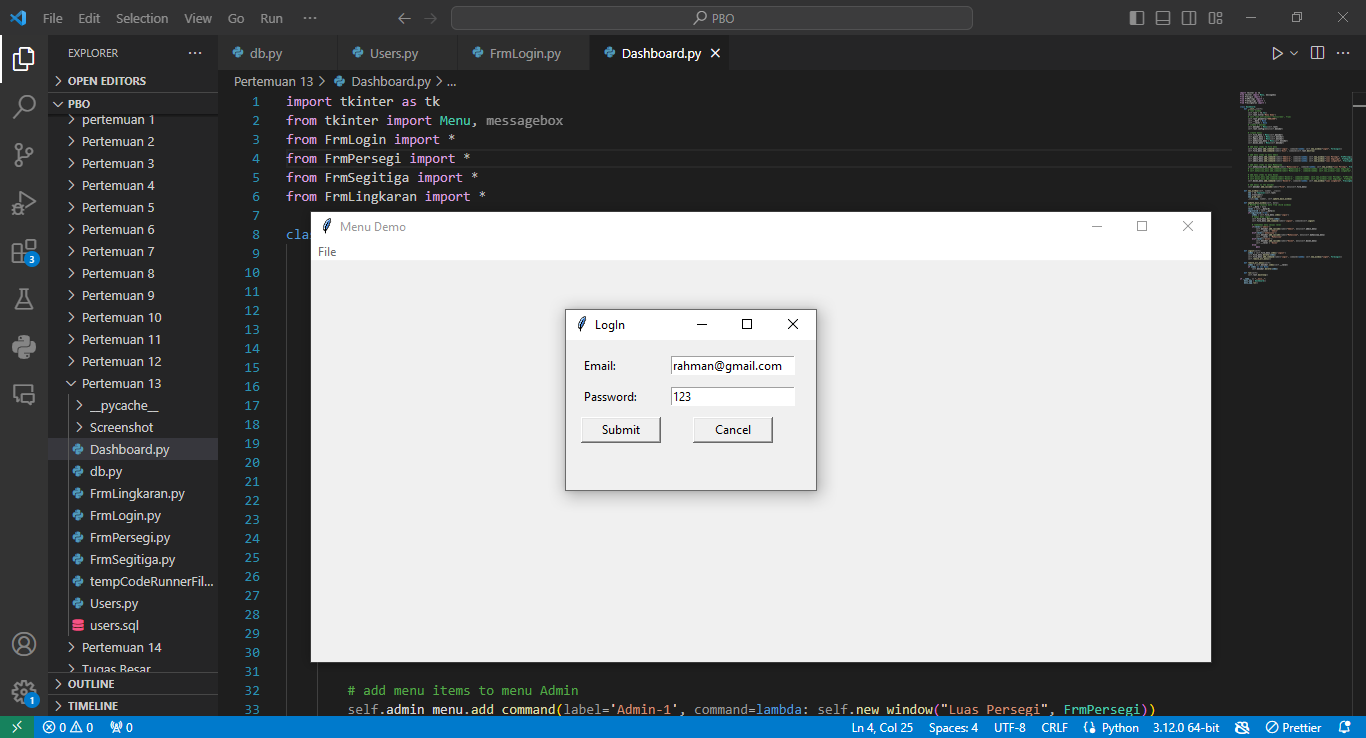 File Edit Selection View Go Run ··· PBO
EXPLORER ···
OPEN EDITORS
PBO
pertemuan 1
Pertemuan 2
Pertemuan 3
Pertemuan 4
Pertemuan 5
Pertemuan 6
Pertemuan 7
Pertemuan 8
Pertemuan 9
Pertemuan 10
Pertemuan 11
Pertemuan 12
Pertemuan 13
__pycache__
Screenshot
Dashboard.py
db.py
FrmLingkaran.py
FrmLogin.py
FrmPersegi.py
FrmSegitiga.py
tempCodeRunnerFil...
Users.py
users.sql
Pertemuan 14
Tugas Besar
OUTLINE
TIMELINE
3
1
db.py Users.py FrmLogin.py Dashboard.py
Pertemuan 13 > Dashboard.py > ...
1 import tkinter as tk
2 from tkinter import Menu, messagebox
3 from FrmLogin import *
4 from FrmPersegi import *
5 from FrmSegitiga import *
6 from FrmLingkaran import *
7
8 clas
9
10
11
12
13
14
15
16
17
18
19
20
21
22
23
24
25
26
27
28
29
30
31
32 # add menu items to menu Admin
33 self.admin_menu.add_command(label='Admin-1', command=lambda: self.new_window("Luas Persegi", FrmPersegi))
Menu Demo
File
LogIn
Email: rahman@gmail.com
Password: 123
Submit Cancel
0 0 0 Ln 4, Col 25 Spaces: 4 UTF-8 CRLF Python 3.12.0 64-bit Prettier